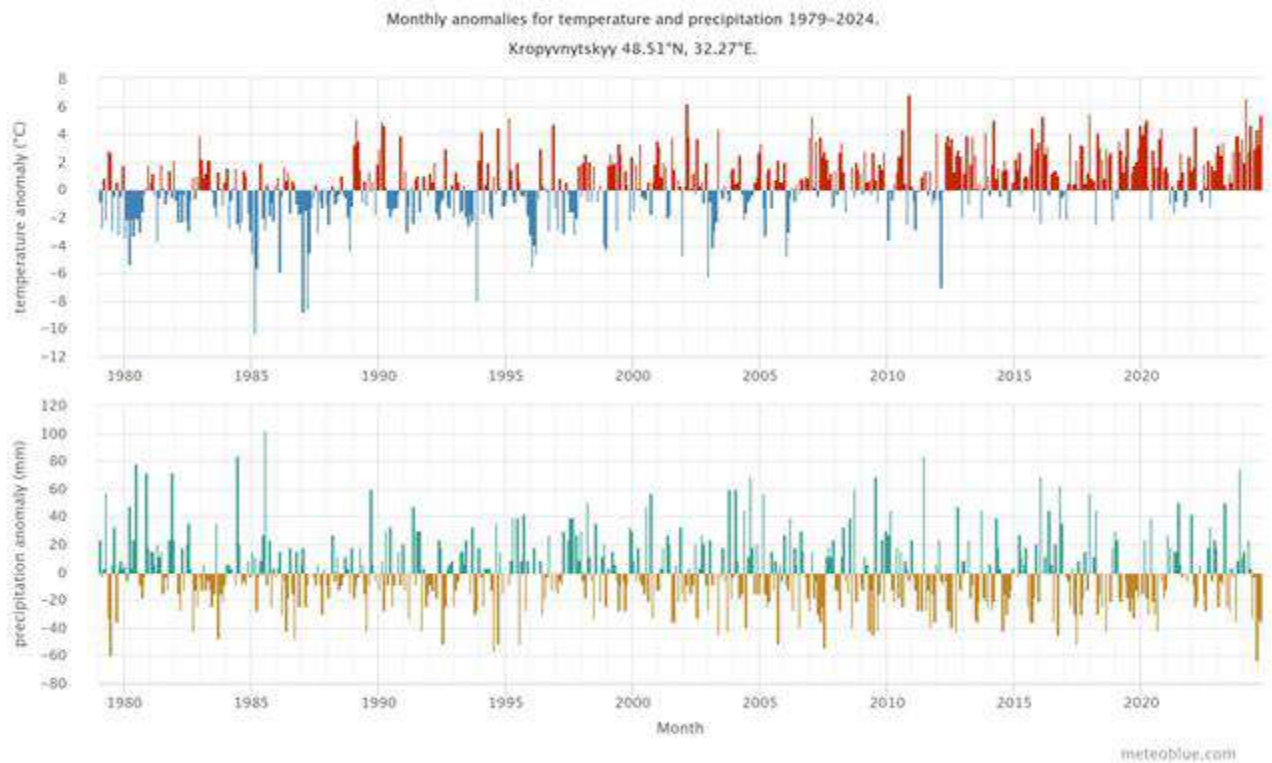 Monthly anomalies for temperature and precipitation 1979-2024.
Kropyvnytskyy 48.51°N, 32.27°E.
temperature anomaly (°C)
8
6
4
2
0
-2
-4
-6
-8
-10
-12
1980 1985 1990 1995 2000 2005 2010 2015 2020
precipitation anomaly (mm)
120
100
80
60
40
20
0
-20
-40
-60
-80
1980 1985 1990 1995 2000 2005 2010 2015 2020
Month
meteoblue.com